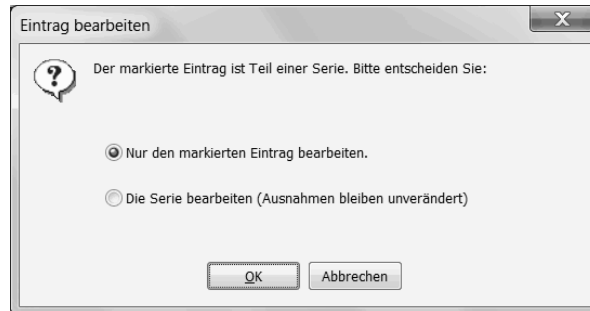 Eintrag bearbeiten
Der markierte Eintrag ist Teil einer Serie. Bitte entscheiden Sie:
Nur den markierten Eintrag bearbeiten.
Die Serie bearbeiten (Ausnahmen bleiben unverändert)
OK
Abbrechen